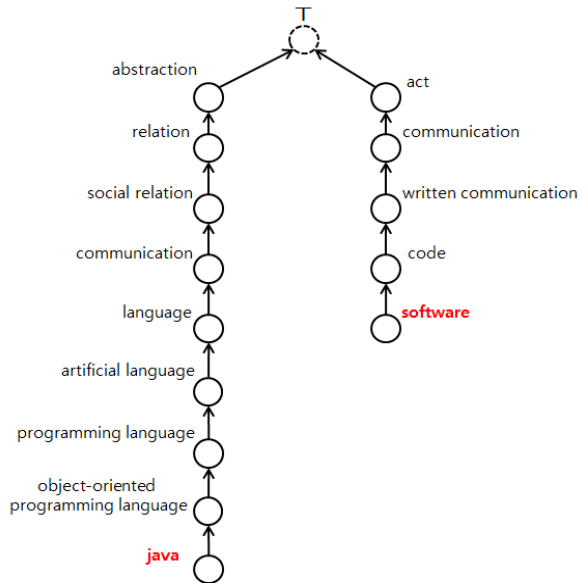 T
abstraction
act
relation
communication
social relation
written communication
communication
code
language
software
artificial language
programming language
object-oriented
programming language
java